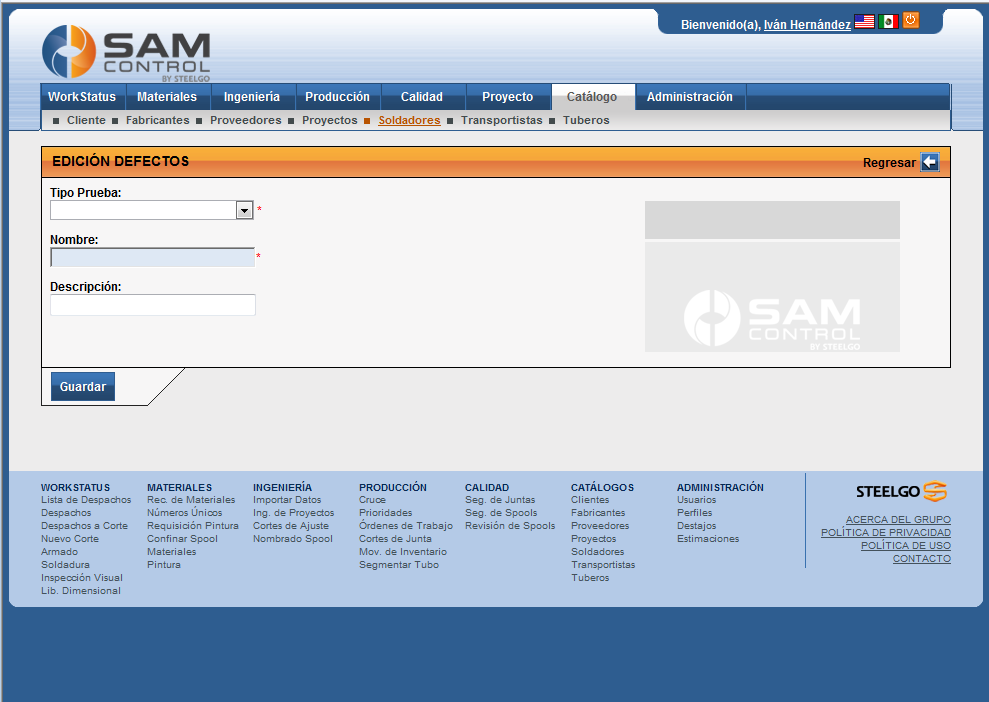 Bienvenido(a), Iván Hernández
SAM
CONTROL
BY STEELGO
WorkStatus Materiales Ingeniería Producción Calidad Proyecto Catálogo Administración
Cliente Fabricantes Proveedores Proyectos Soldadores Transportistas Tuberos
EDICIÓN DEFECTOS Regresar
Tipo Prueba:
*
Nombre:
*
Descripción:
SAM
CONTROL
BY STEELGO
Guardar
WORKSTATUS
Lista de Despachos
Despachos
Despachos a Corte
Nuevo Corte
Armado
Soldadura
Inspección Visual
Lib. Dimensional
MATERIALES
Rec. de Materiales
Números Únicos
Requisición Pintura
Confinar Spool
Materiales
Pintura
INGENIERÍA
Importar Datos
Ing. de Proyectos
Cortes de Ajuste
Nombrado Spool
PRODUCCIÓN
Cruce
Prioridades
Órdenes de Trabajo
Cortes de Junta
Mov. de Inventario
Segmentar Tubo
CALIDAD
Seg. de Juntas
Seg. de Spools
Revisión de Spools
CATÁLOGOS
Clientes
Fabricantes
Proveedores
Proyectos
Soldadores
Transportistas
Tuberos
ADMINISTRACIÓN
Usuarios
Perfiles
Destajos
Estimaciones
STEELGO
ACERCA DEL GRUPO
POLÍTICA DE PRIVACIDAD
POLÍTICA DE USO
CONTACTO